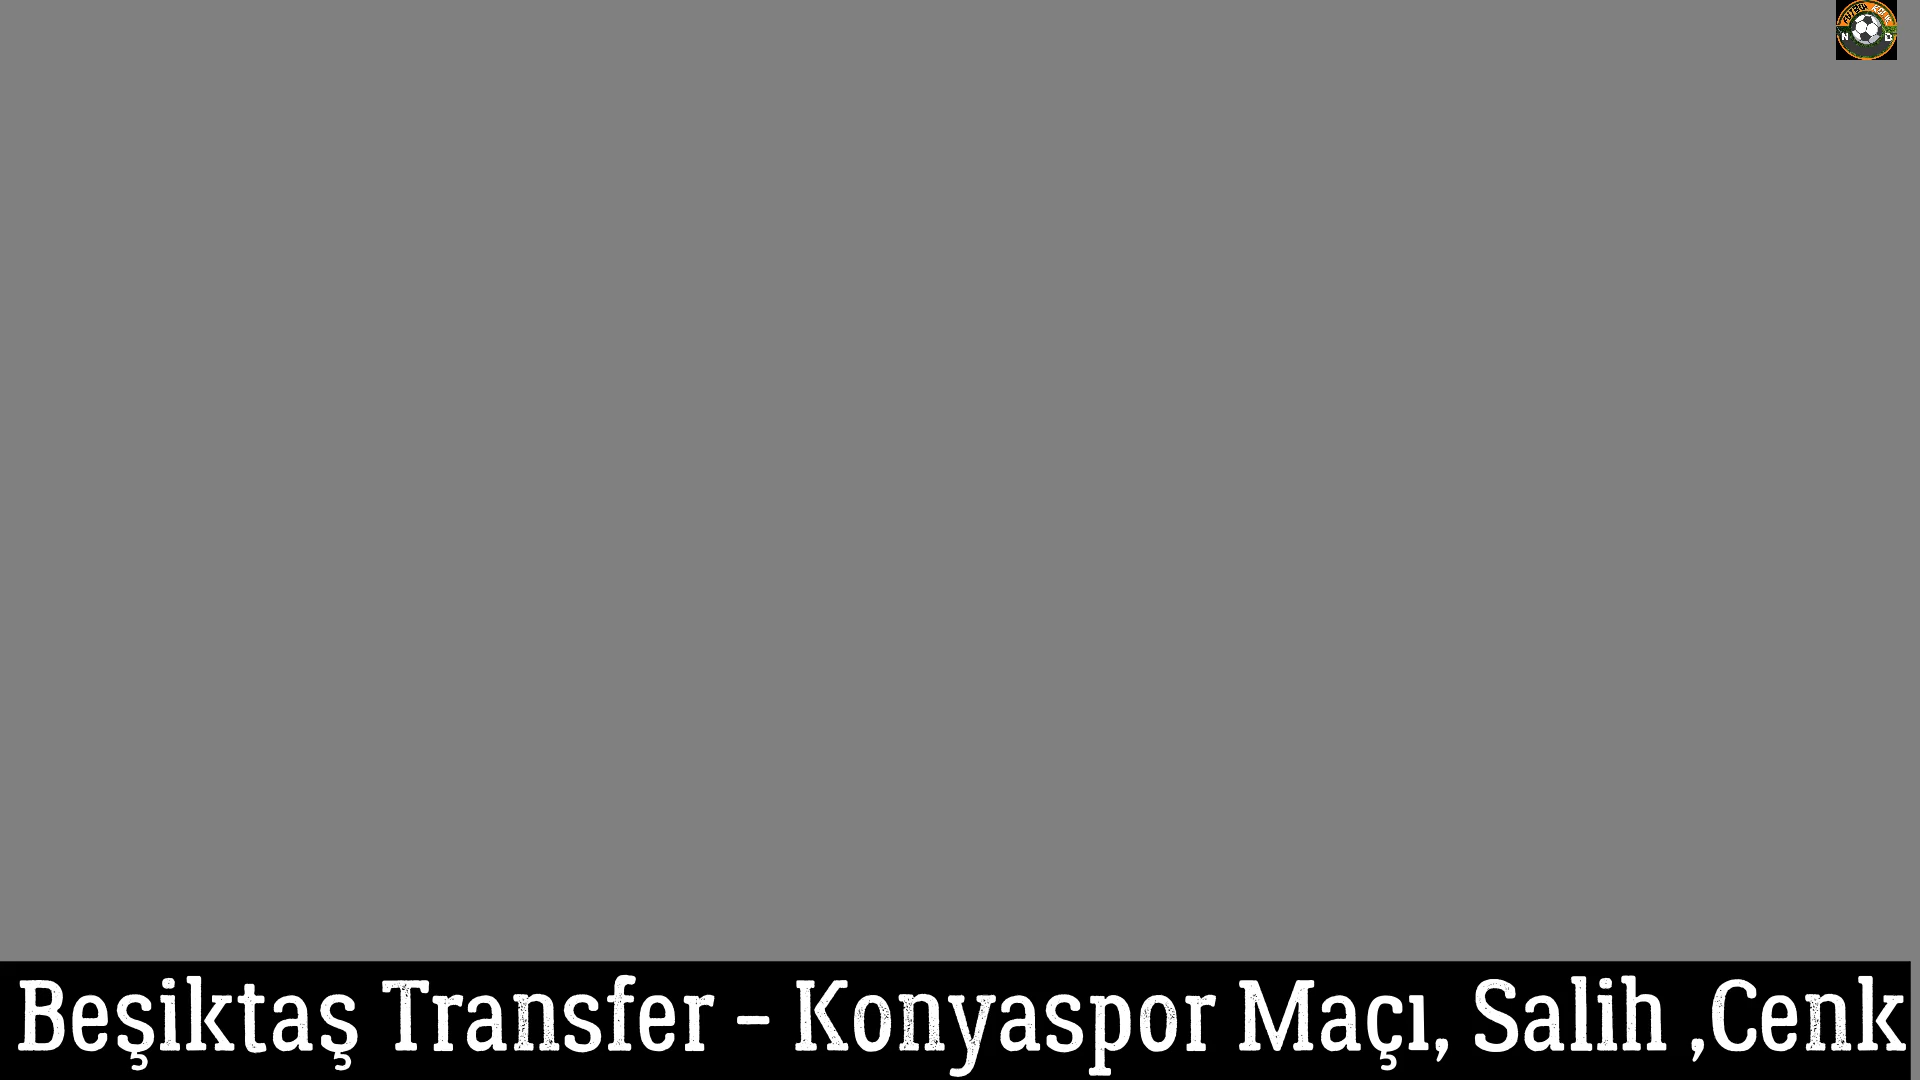 Beşiktaş Transfer – Konyaspor Maçı, Salih ,Cenk